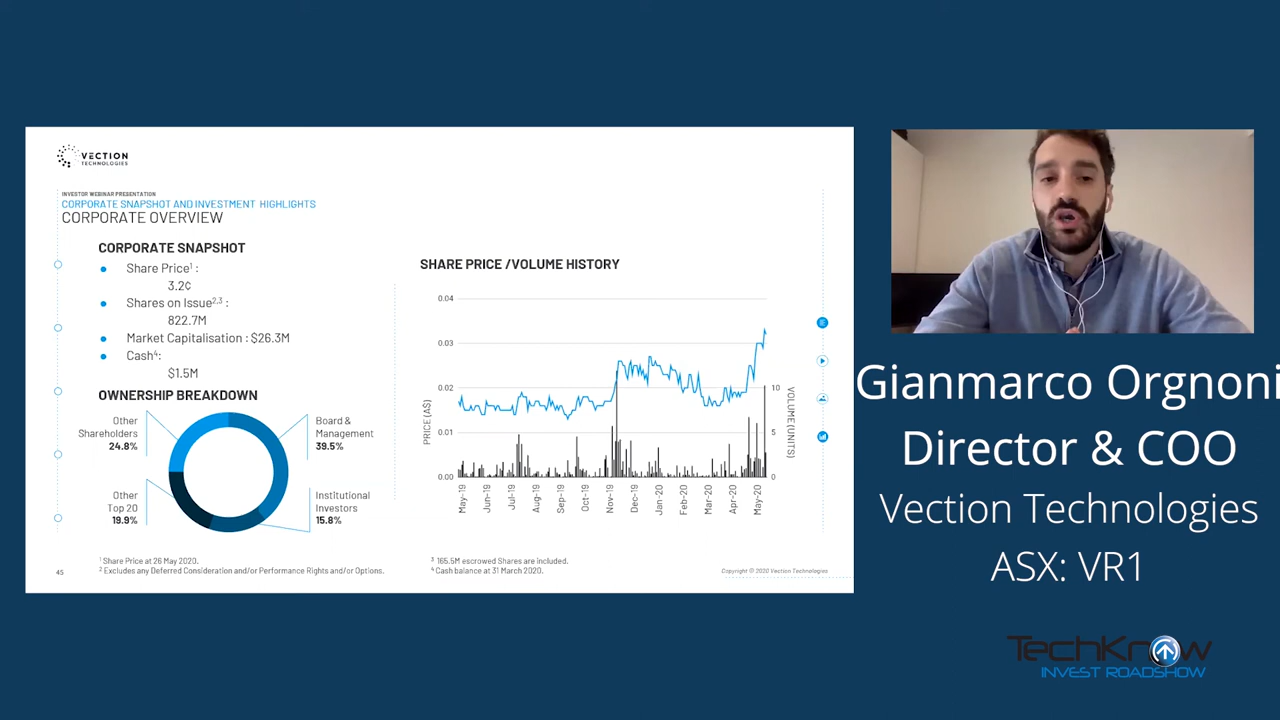 VECTION
TECHNOLOGIES
INVESTOR WEBINAR PRESENTATION
CORPORATE SNAPSHOT AND INVESTMENT HIGHLIGHTS
CORPORATE OVERVIEW
CORPORATE SNAPSHOT
● Share Price¹ :
3.2¢
● Shares on Issue²,³ :
822.7M
● Market Capitalisation : $26.3M
● Cash⁴:
$1.5M
OWNERSHIP BREAKDOWN
Other
Shareholders
24.8%
Board &
Management
39.5%
Other
Top 20
19.9%
Institutional
Investors
15.8%
SHARE PRICE /VOLUME HISTORY
0.04
0.03
0.02
0.01
0.00
PRICE (A$)
10
5
0
VOLUME (UNITS)
May-19
Jun-19
Jul-19
Aug-19
Sep-19
Oct-19
Nov-19
Dec-19
Jan-20
Feb-20
Mar-20
Apr-20
May-20
¹ Share Price at 26 May 2020.
² Excludes any Deferred Consideration and/or Performance Rights and/or Options.
³ 165.5M escrowed Shares are included.
⁴ Cash balance at 31 March 2020.
45
Copyright © 2020 Vection Technologies
Gianmarco Orgnoni
Director & COO
Vection Technologies
ASX: VR1
TechKnow
INVEST ROADSHOW